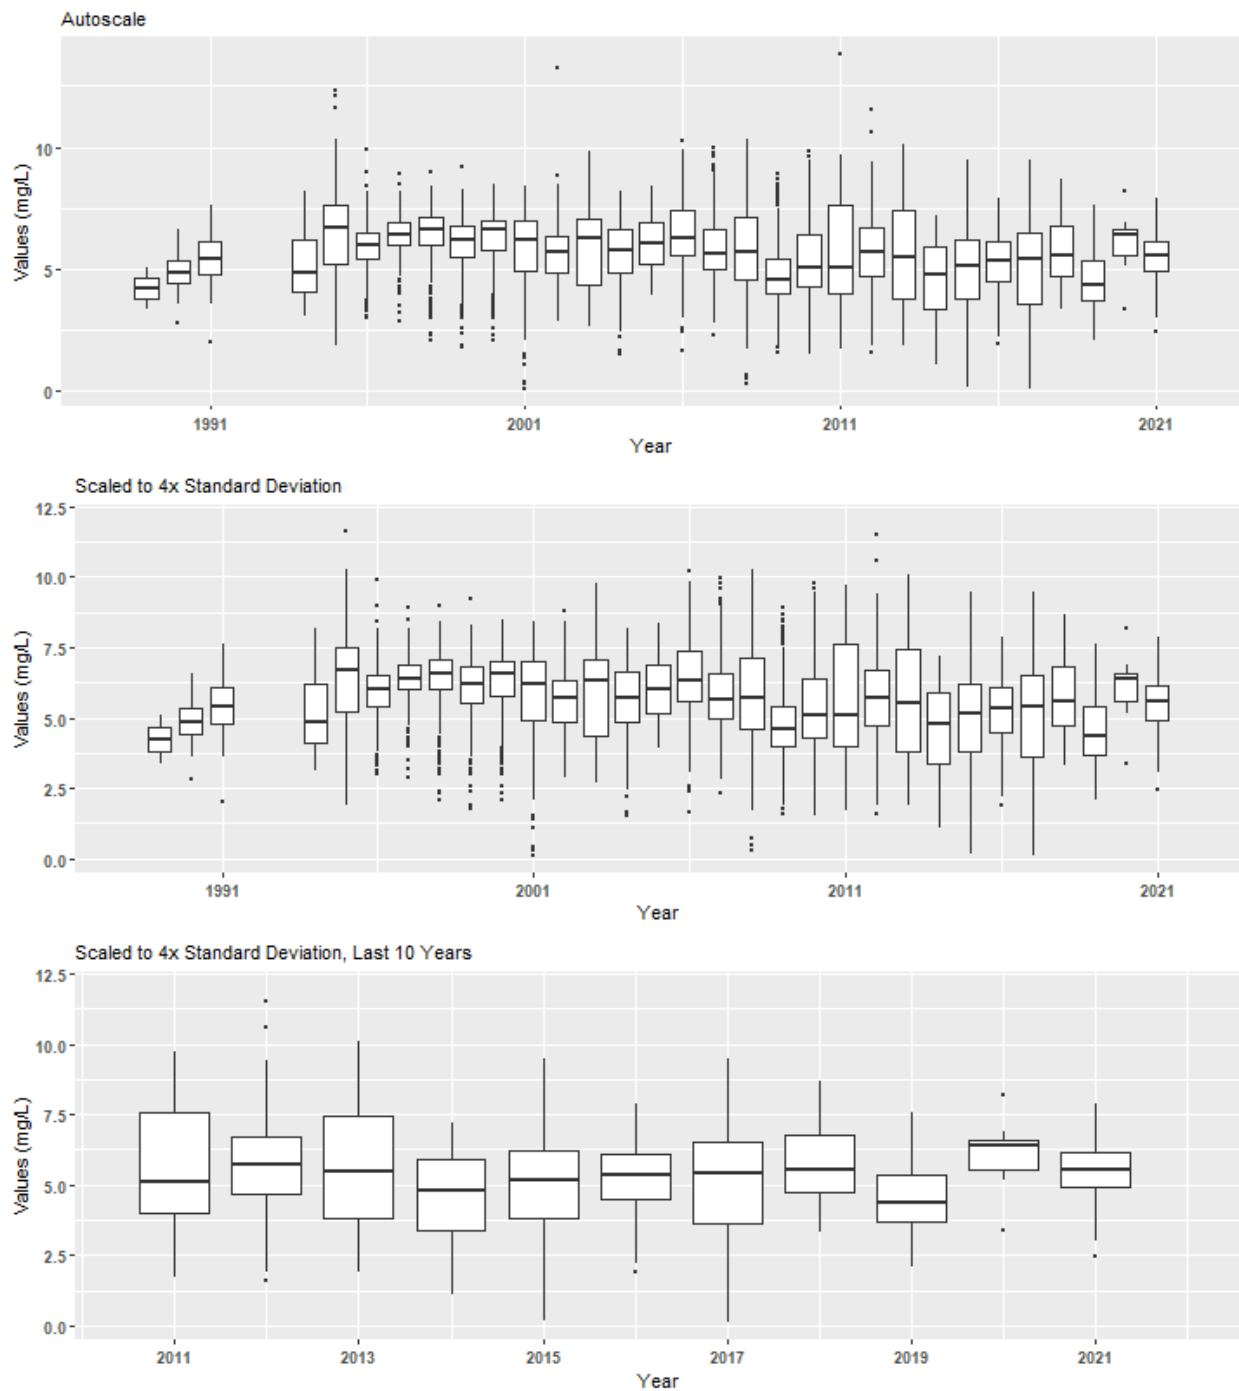 Autoscale
Values (mg/L)
10
5
0
1991 2001 2011 2021
Year
Scaled to 4x Standard Deviation
Values (mg/L)
12.5
10.0
7.5
5.0
2.5
0.0
1991 2001 2011 2021
Year
Scaled to 4x Standard Deviation, Last 10 Years
Values (mg/L)
12.5
10.0
7.5
5.0
2.5
0.0
2011 2013 2015 2017 2019 2021
Year